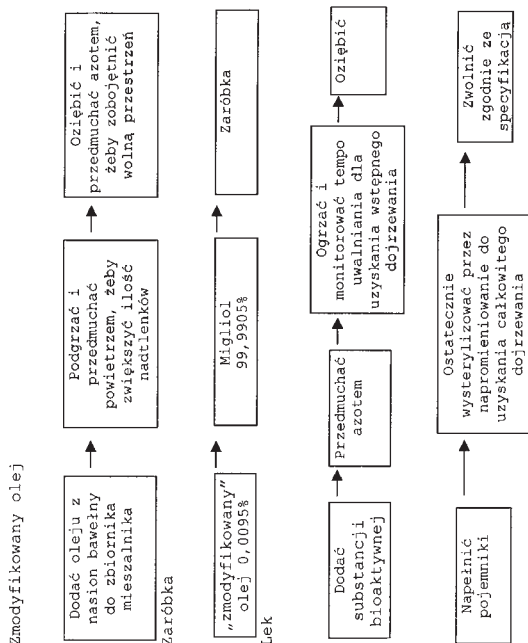 Zmodyfikowany olej
Dodać oleju z
nasion bawełny
do zbiornika
mieszalnika
Podgrzać i
przedmuchać
powietrzem, żeby
zwiększyć ilość
nadtlenków
Oziębić i
przedmuchać azotem,
żeby zobojętnić
wolną przestrzeń
Zaróbka
„zmodyfikowany”
olej 0,0095%
Migliol
99,9905%
Zaróbka
Lek
Dodać
substancji
bioaktywnej
Przedmuchać
azotem
Ogrzać i
monitorować tempo
uwalniania dla
uzyskania wstępnego
dojrzewania
Oziębić
Napełnić
pojemniki
Ostatecznie
wysterylizować przez
napromieniowanie do
uzyskania całkowitego
dojrzewania
Zwolnić
zgodnie ze
specyfikacją